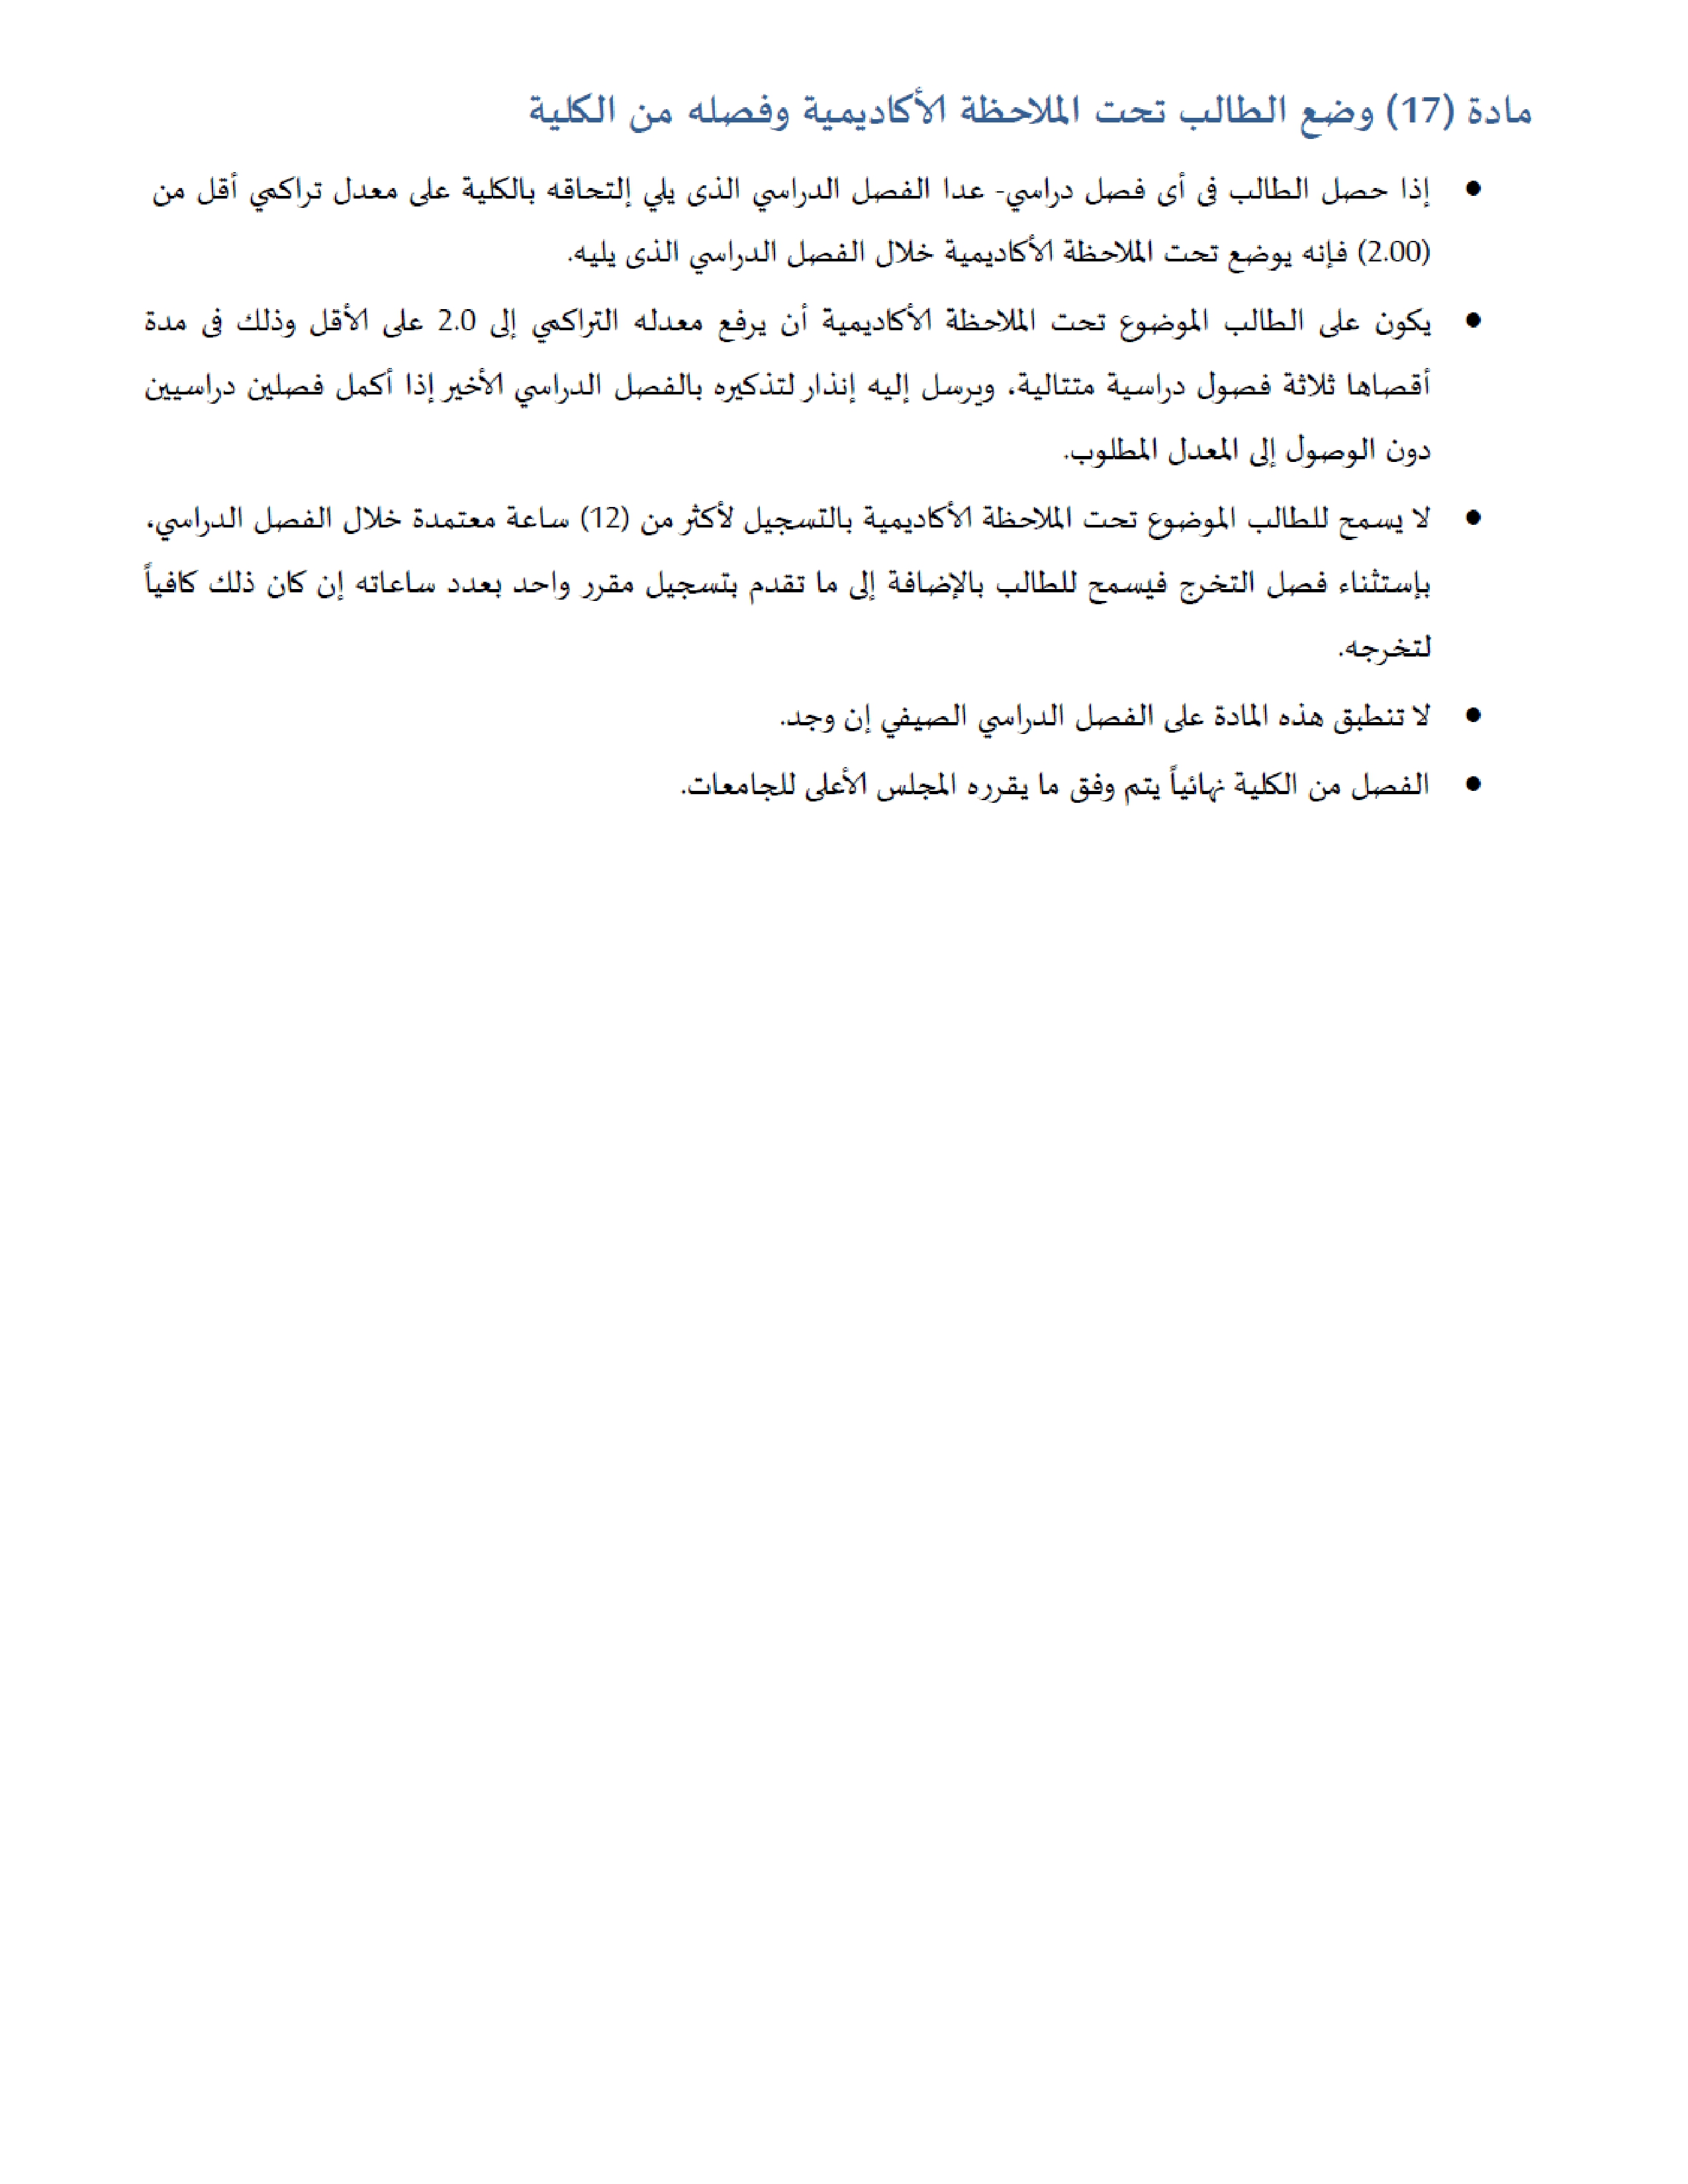 مادة (17) وضع الطالب تحت الملاحظة الأكاديمية وفصله من الكلية
● إذا حصل الطالب فى أى فصل دراسي- عدا الفصل الدراسي الذى يلي إلتحاقه بالكلية على معدل تراكمي أقل من
(2.00) فإنه يوضع تحت الملاحظة الأكاديمية خلال الفصل الدراسي الذى يليه.
● يكون على الطالب الموضوع تحت الملاحظة الأكاديمية أن يرفع معدله التراكمي إلى 2.0 على الأقل وذلك فى مدة
أقصاها ثلاثة فصول دراسية متتالية، ويرسل إليه إنذار لتذكيره بالفصل الدراسي الأخير إذا أكمل فصلين دراسيين
دون الوصول إلى المعدل المطلوب.
● لا يسمح للطالب الموضوع تحت الملاحظة الأكاديمية بالتسجيل لأكثر من (12) ساعة معتمدة خلال الفصل الدراسي،
بإستثناء فصل التخرج فيسمح للطالب بالإضافة إلى ما تقدم بتسجيل مقرر واحد بعدد ساعاته إن كان ذلك كافياً
لتخرجه.
● لا تنطبق هذه المادة على الفصل الدراسي الصيفي إن وجد.
● الفصل من الكلية نهائياً يتم وفق ما يقرره المجلس الأعلى للجامعات.